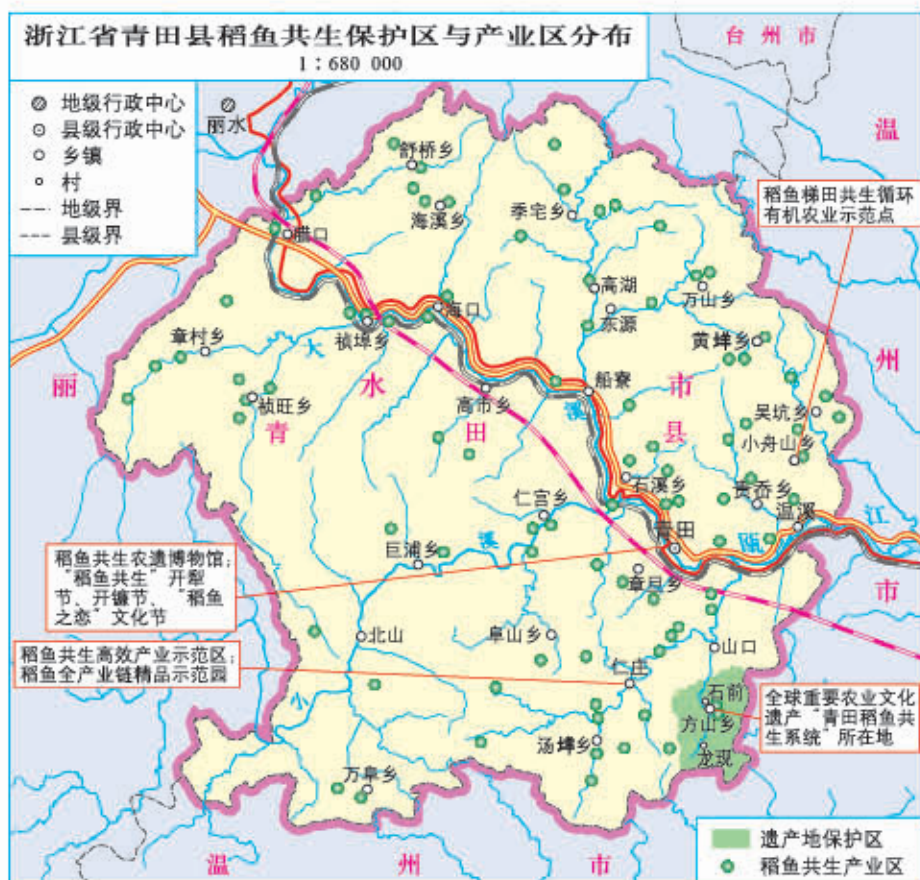 浙江省青田县稻鱼共生保护区与产业区分布
1：680 000
地级行政中心
县级行政中心
乡镇
村
地级界
县级界
台州市
温
州
市
丽水
舒桥乡
海溪乡
季宅乡
腊口
稻鱼梯田共生循环
有机农业示范点
高湖
东源
万山乡
海口
祯埠乡
章村乡
大
黄垟乡
丽
水
市
祯旺乡
高市乡
船寮
溪
吴坑乡
小舟山乡
青
田
县
石溪乡
贵岙乡
温溪
仁宫乡
青田
瓯
江
巨浦乡
溪
章旦乡
稻鱼共生农遗博物馆；
“稻鱼共生”开犁
节、开镰节、“稻鱼
之恋”文化节
北山
阜山乡
山口
稻鱼共生高效产业示范区；
稻鱼全产业链精品示范园
仁庄
小
石前
方山乡
龙现
全球重要农业文化
遗产“青田稻鱼共
生系统”所在地
汤垟乡
万阜乡
温
州
市
遗产地保护区
稻鱼共生产业区